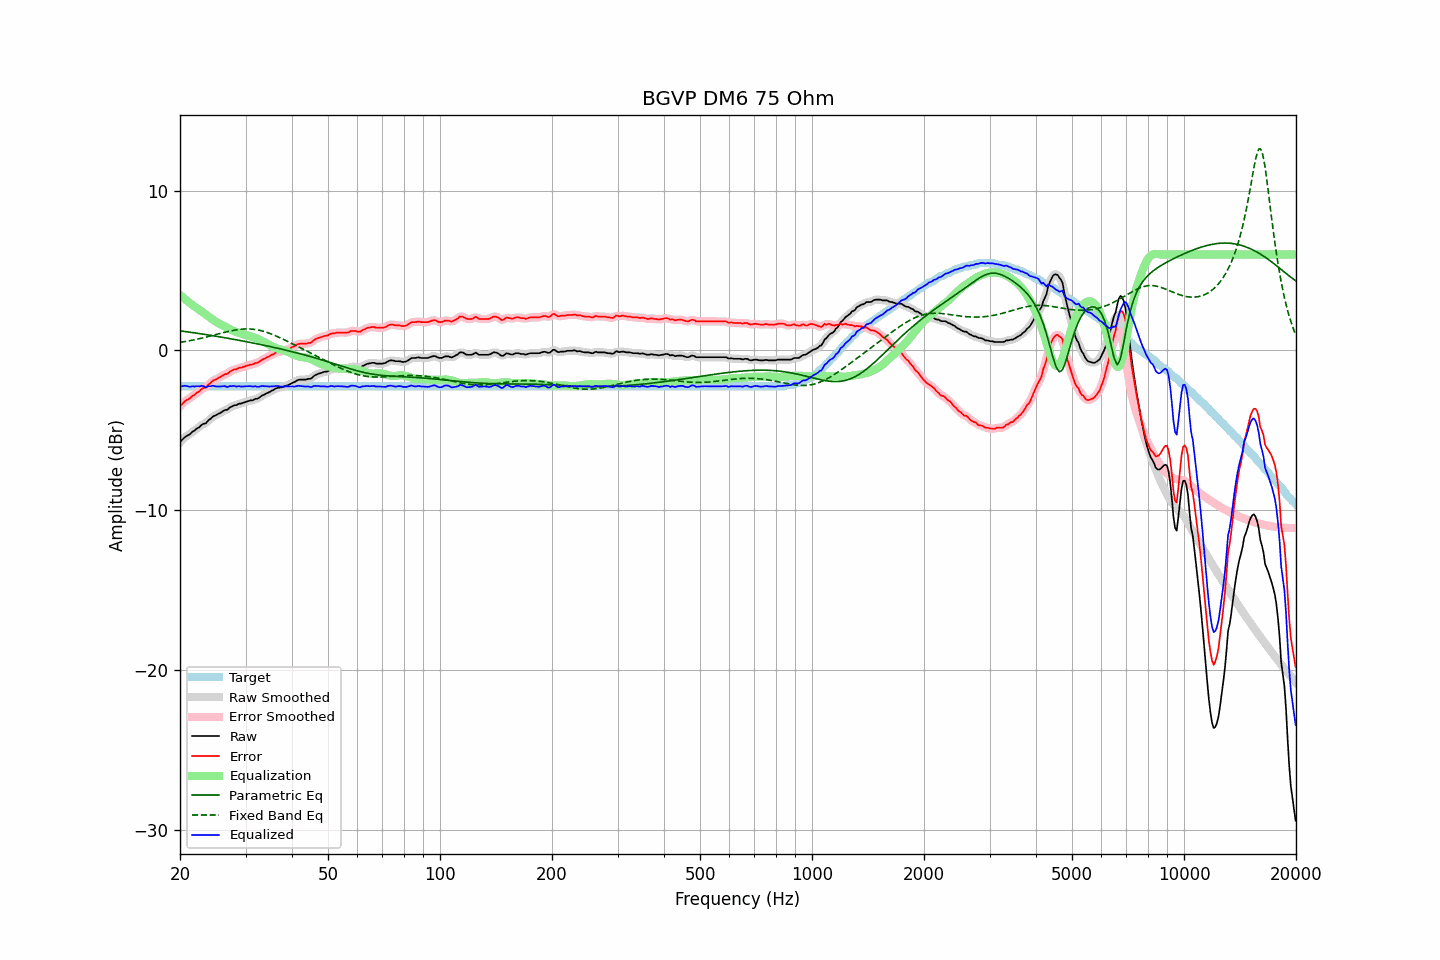 BGVP DM6 75 Ohm
Amplitude (dBr)
10
0
−10
−20
−30
Target
Raw Smoothed
Error Smoothed
Raw
Error
Equalization
Parametric Eq
Fixed Band Eq
Equalized
20 50 100 200 500 1000 2000 5000 10000 20000
Frequency (Hz)